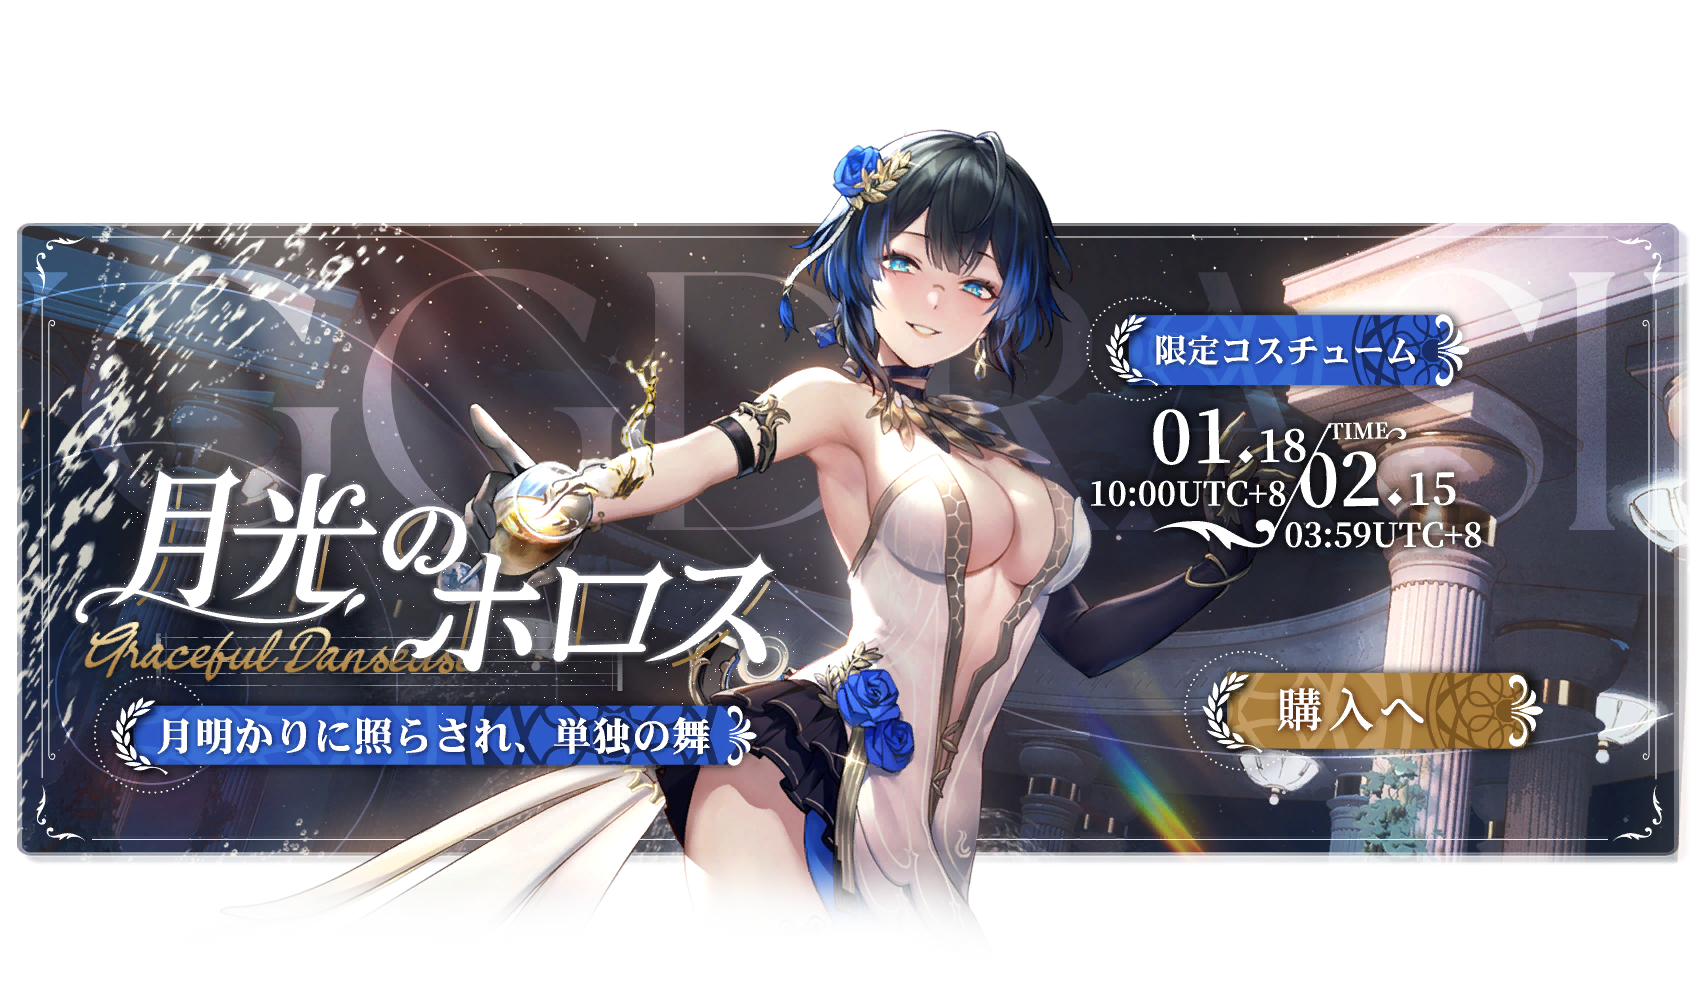 YGGDRASIL
限定コスチューム
01.18 TIME
10:00UTC+8
02.15
03:59UTC+8
月光の
ホロス
Graceful Danseuse
月明かりに照らされ、単独の舞
購入へ